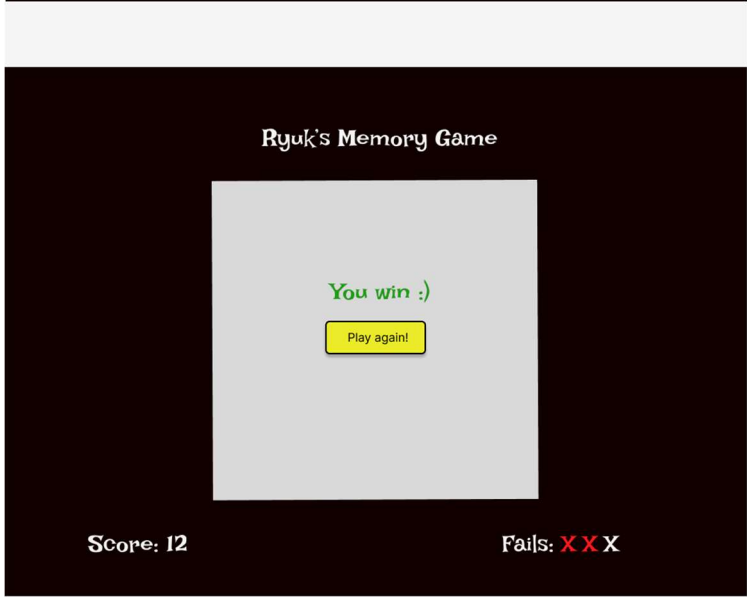 Ryuk's Memory Game
You win :)
Play again!
Score: 12
Fails: X X X